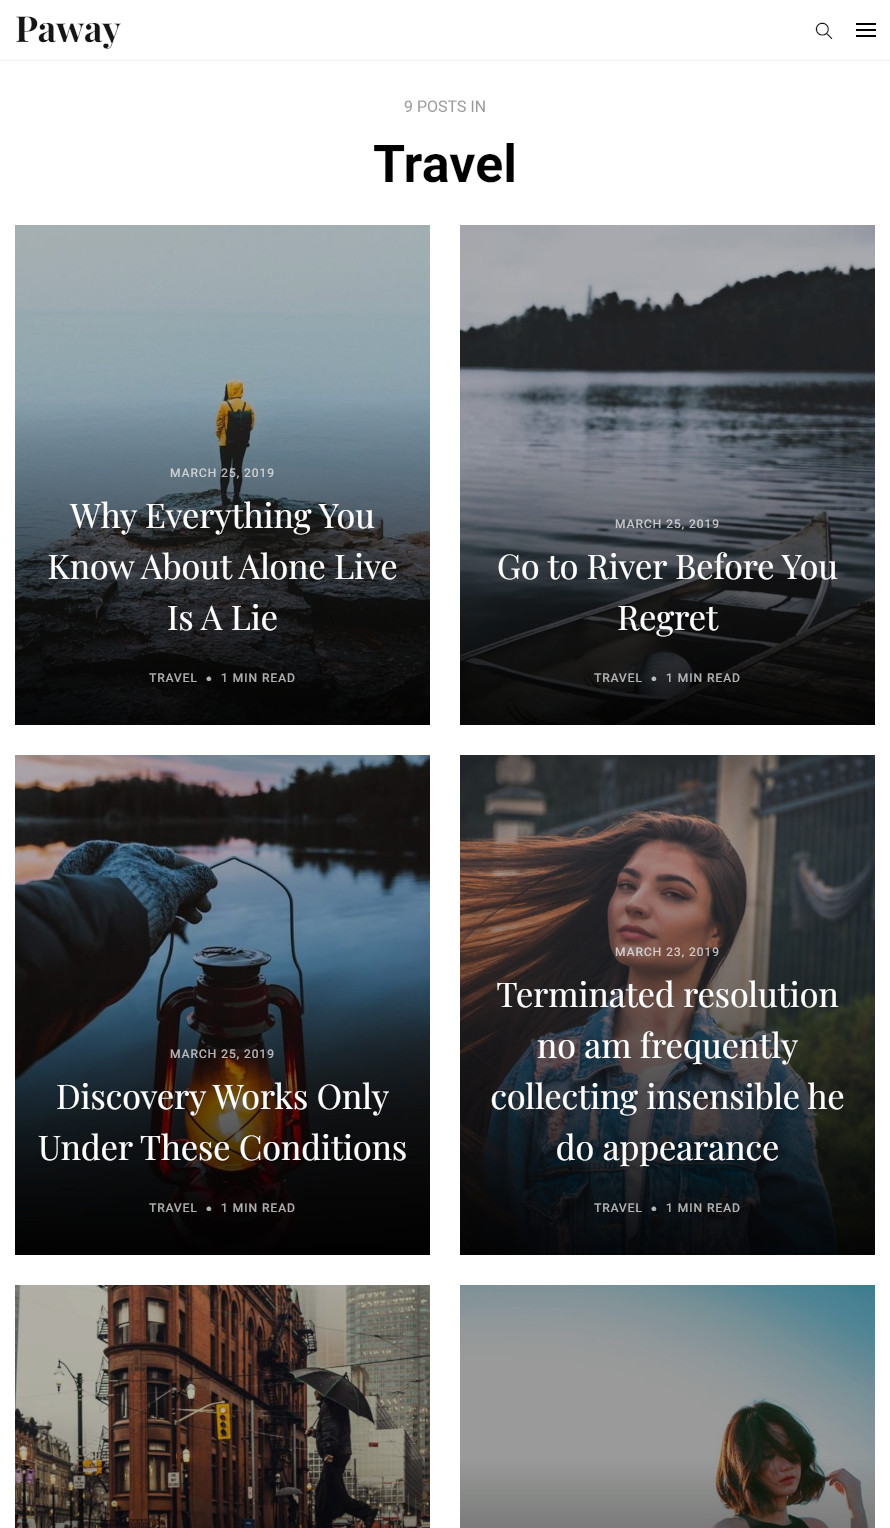 Paway
9 POSTS IN
Travel
MARCH 25, 2019
Why Everything You
Know About Alone Live
Is A Lie
TRAVEL • 1 MIN READ
MARCH 25, 2019
Go to River Before You
Regret
TRAVEL • 1 MIN READ
MARCH 25, 2019
Discovery Works Only
Under These Conditions
TRAVEL • 1 MIN READ
MARCH 23, 2019
Terminated resolution
no am frequently
collecting insensible he
do appearance
TRAVEL • 1 MIN READ